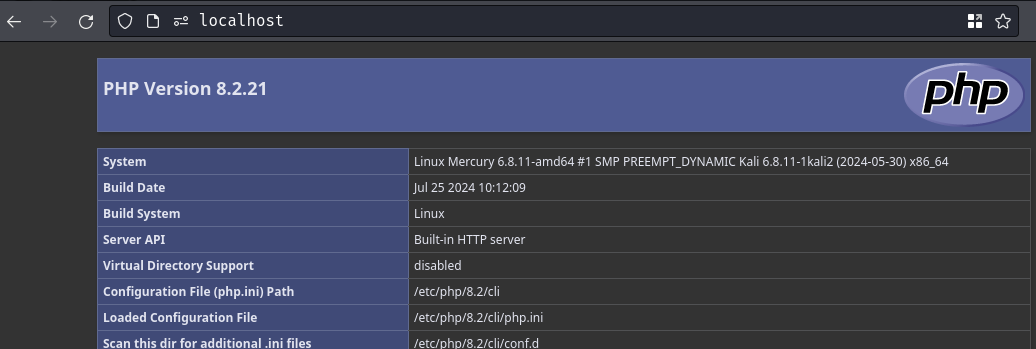 localhost
PHP Version 8.2.21
php
System Linux Mercury 6.8.11-amd64 #1 SMP PREEMPT_DYNAMIC Kali 6.8.11-1kali2 (2024-05-30) x86_64
Build Date Jul 25 2024 10:12:09
Build System Linux
Server API Built-in HTTP server
Virtual Directory Support disabled
Configuration File (php.ini) Path /etc/php/8.2/cli
Loaded Configuration File /etc/php/8.2/cli/php.ini
Scan this dir for additional .ini files /etc/php/8.2/cli/conf.d